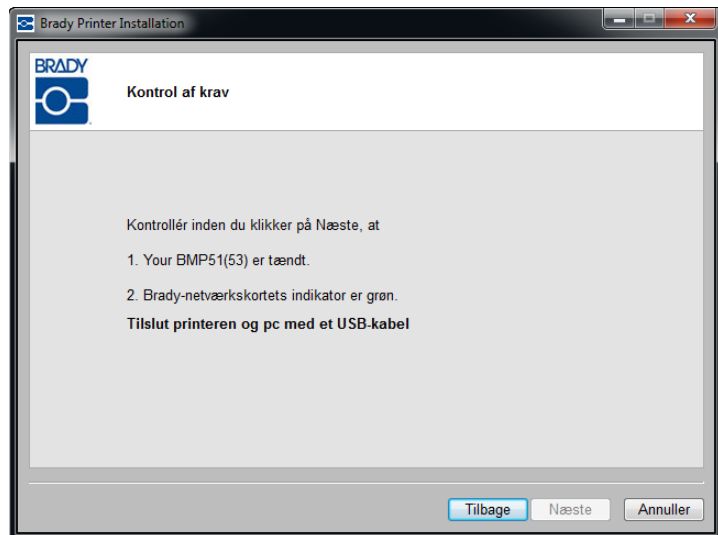 Brady Printer Installation
BRADY
Kontrol af krav
Kontrollér inden du klikker på Næste, at
1. Your BMP51(53) er tændt.
2. Brady-netværkskortets indikator er grøn.
Tilslut printeren og pc med et USB-kabel
Tilbage Næste Annuller